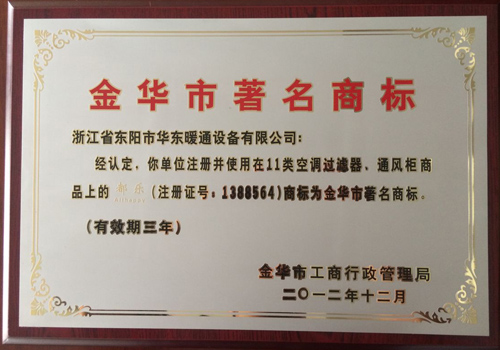 金华市著名商标
浙江省东阳市华东暖通设备有限公司：
经认定，你单位注册并使用在11类空调过滤器、通风柜商
品上的 郁乐 （注册证号：1388564）商标为金华市著名商标。
（有效期三年）
金华市工商行政管理局
二〇一二年十二月